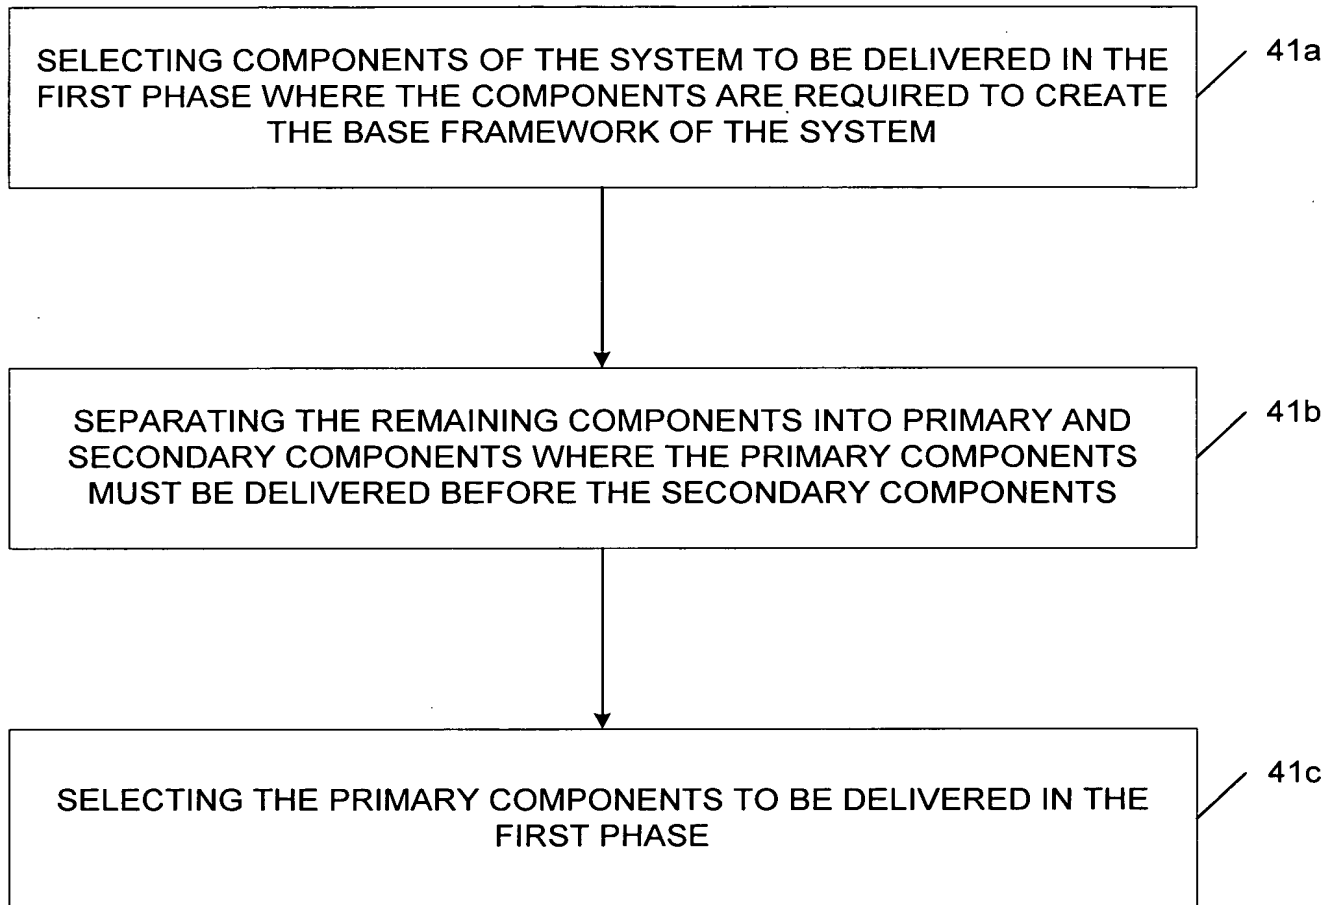 SELECTING COMPONENTS OF THE SYSTEM TO BE DELIVERED IN THE
FIRST PHASE WHERE THE COMPONENTS ARE REQUIRED TO CREATE
THE BASE FRAMEWORK OF THE SYSTEM
41a
SEPARATING THE REMAINING COMPONENTS INTO PRIMARY AND
SECONDARY COMPONENTS WHERE THE PRIMARY COMPONENTS
MUST BE DELIVERED BEFORE THE SECONDARY COMPONENTS
41b
SELECTING THE PRIMARY COMPONENTS TO BE DELIVERED IN THE
FIRST PHASE
41c